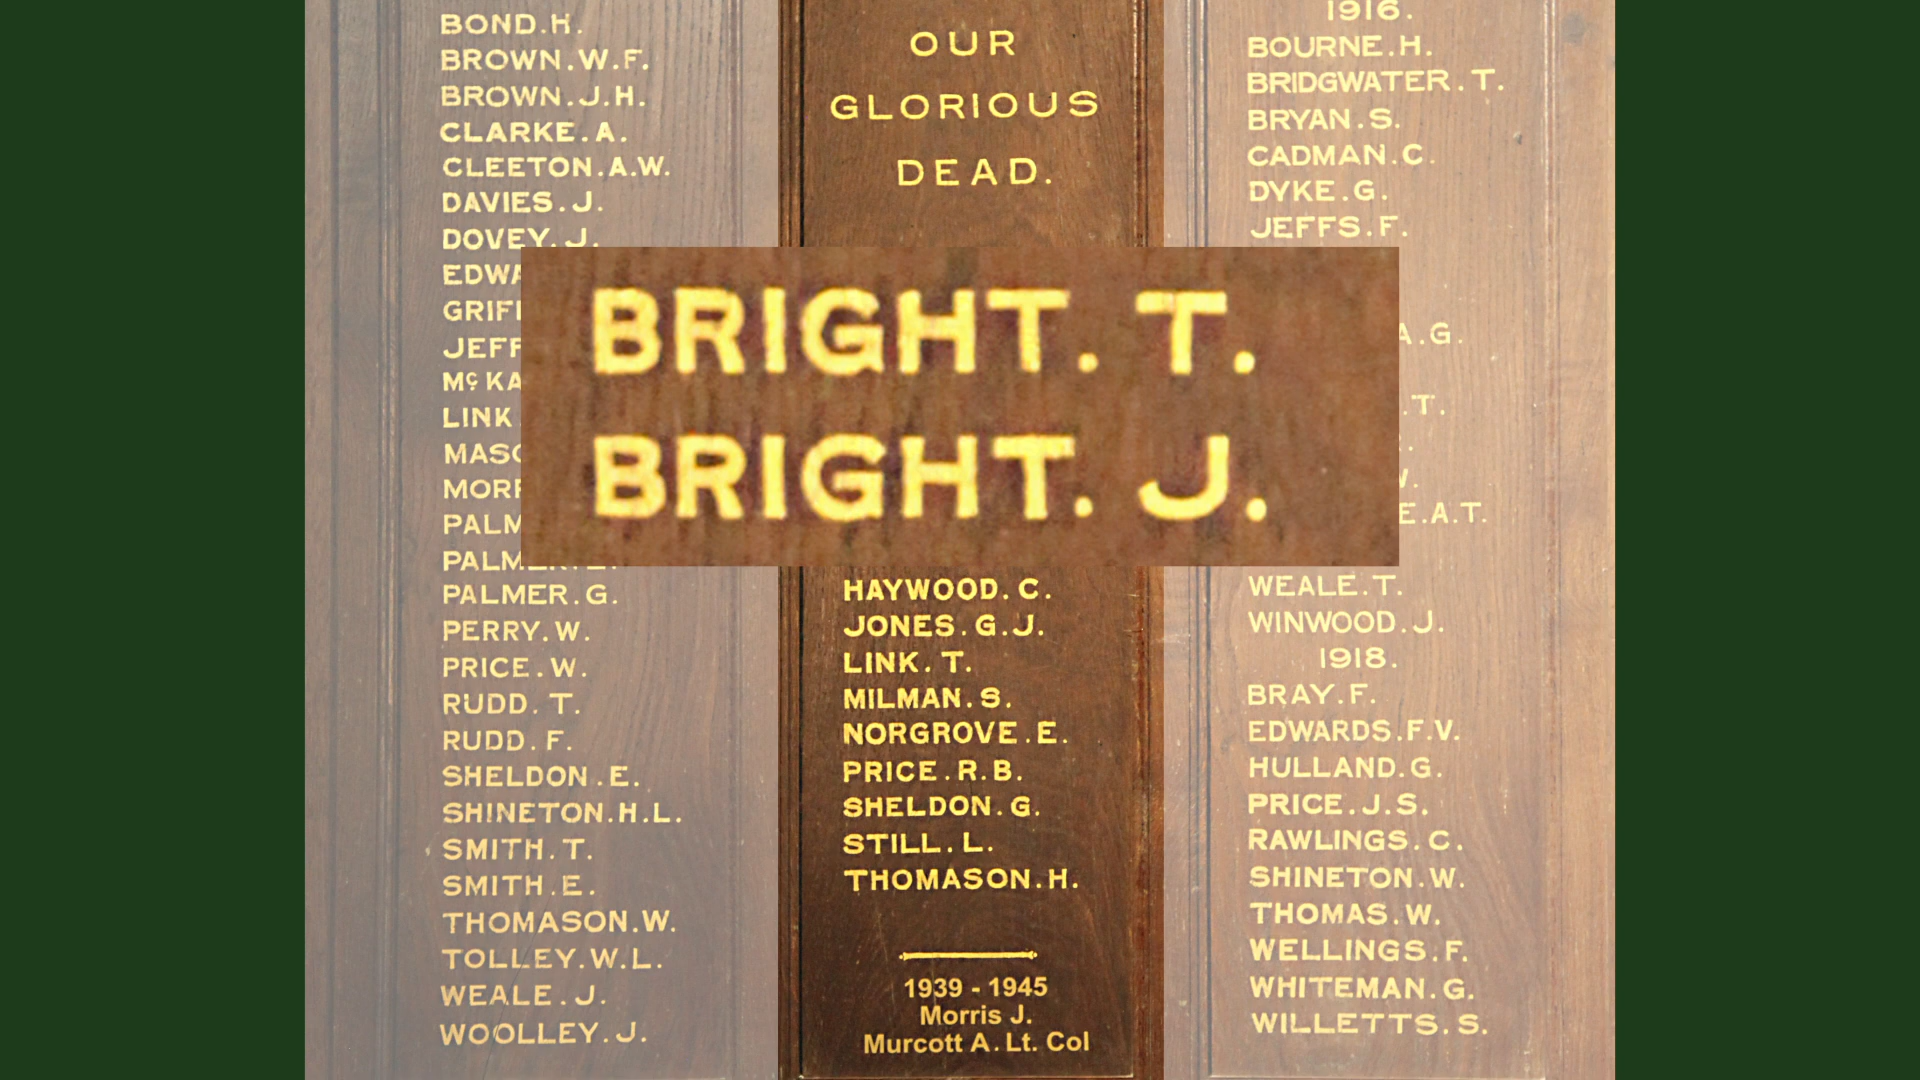 BOND.H.
BROWN.W.F.
BROWN.J.H.
CLARKE.A.
CLEETON.A.W.
DAVIES.J.
DOVEY.J.
PALMER.G.
PERRY.W.
PRICE.W.
RUDD.T.
RUDD.F.
SHELDON.E.
SHINETON.H.L.
SMITH.T.
SMITH.E.
THOMASON.W.
TOLLEY.W.L.
WEALE.J.
WOOLLEY.J.
OUR
GLORIOUS
DEAD.
BRIGHT. T.
BRIGHT. J.
HAYWOOD. C.
JONES. G.J.
LINK. T.
MILMAN. S.
NORGROVE. E.
PRICE. R. B.
SHELDON. G.
STILL. L.
THOMASON. H.
1939 - 1945
Morris J.
Murcott A. Lt. Col
1916.
BOURNE.H.
BRIDGWATER.T.
BRYAN.S.
CADMAN.C.
DYKE.G.
JEFFS.F.
A.G.
.T.
E.A.T.
WEALE.T.
WINWOOD.J.
1918.
BRAY.F.
EDWARDS.F.V.
HULLAND.G.
PRICE.J.S.
RAWLINGS.C.
SHINETON.W.
THOMAS.W.
WELLINGS.F.
WHITEMAN.G.
WILLETTS.S.